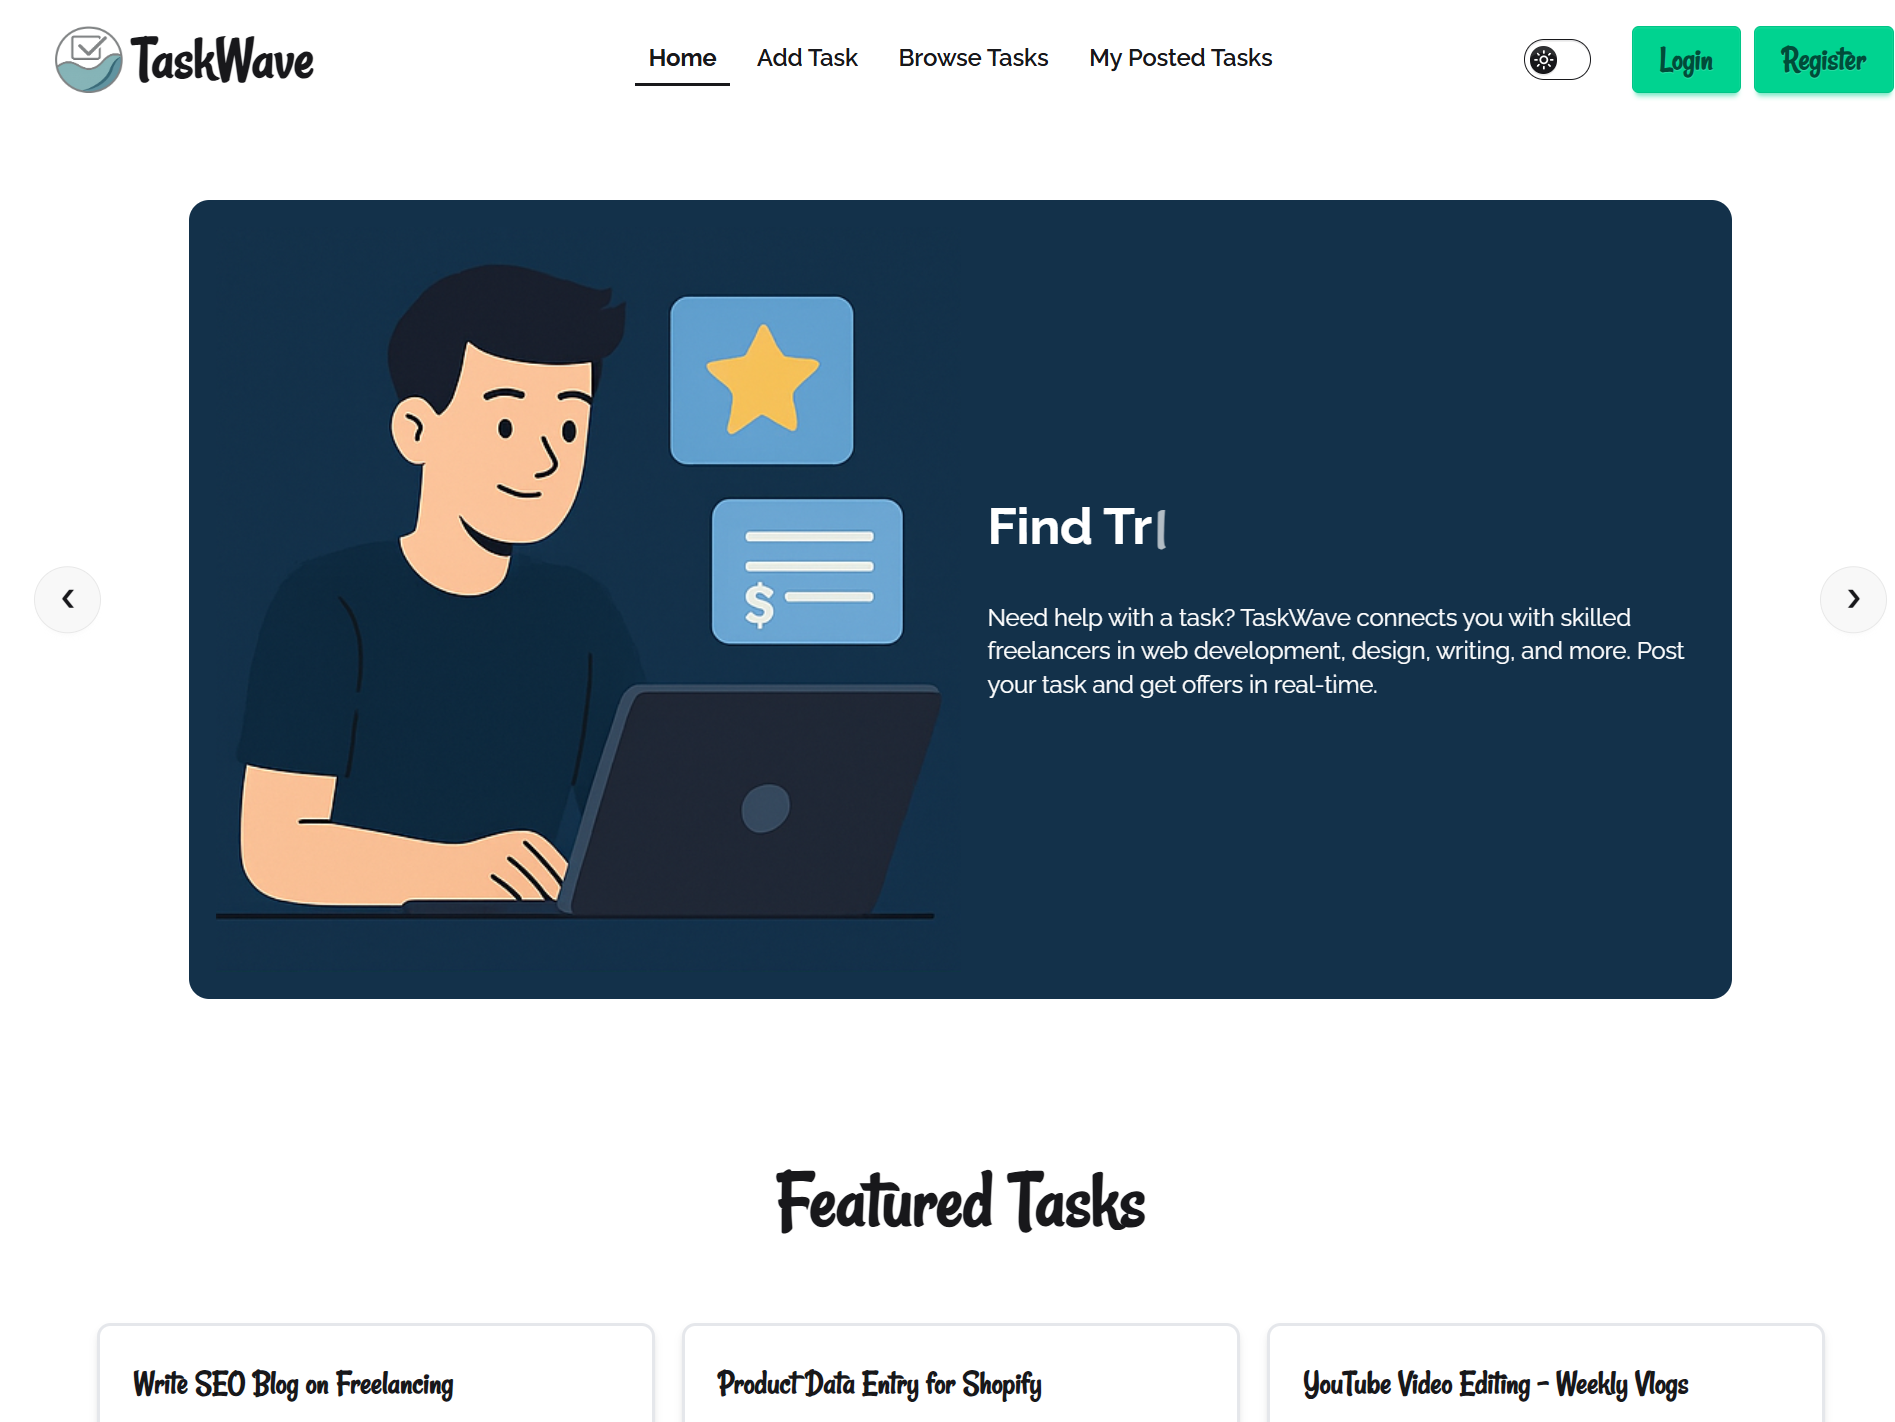 TaskWave
Home Add Task Browse Tasks My Posted Tasks
Login Register
Find Tr
$
Need help with a task? TaskWave connects you with skilled
freelancers in web development, design, writing, and more. Post
your task and get offers in real-time.
Featured Tasks
Write SEO Blog on Freelancing
Product Data Entry for Shopify
YouTube Video Editing – Weekly Vlogs